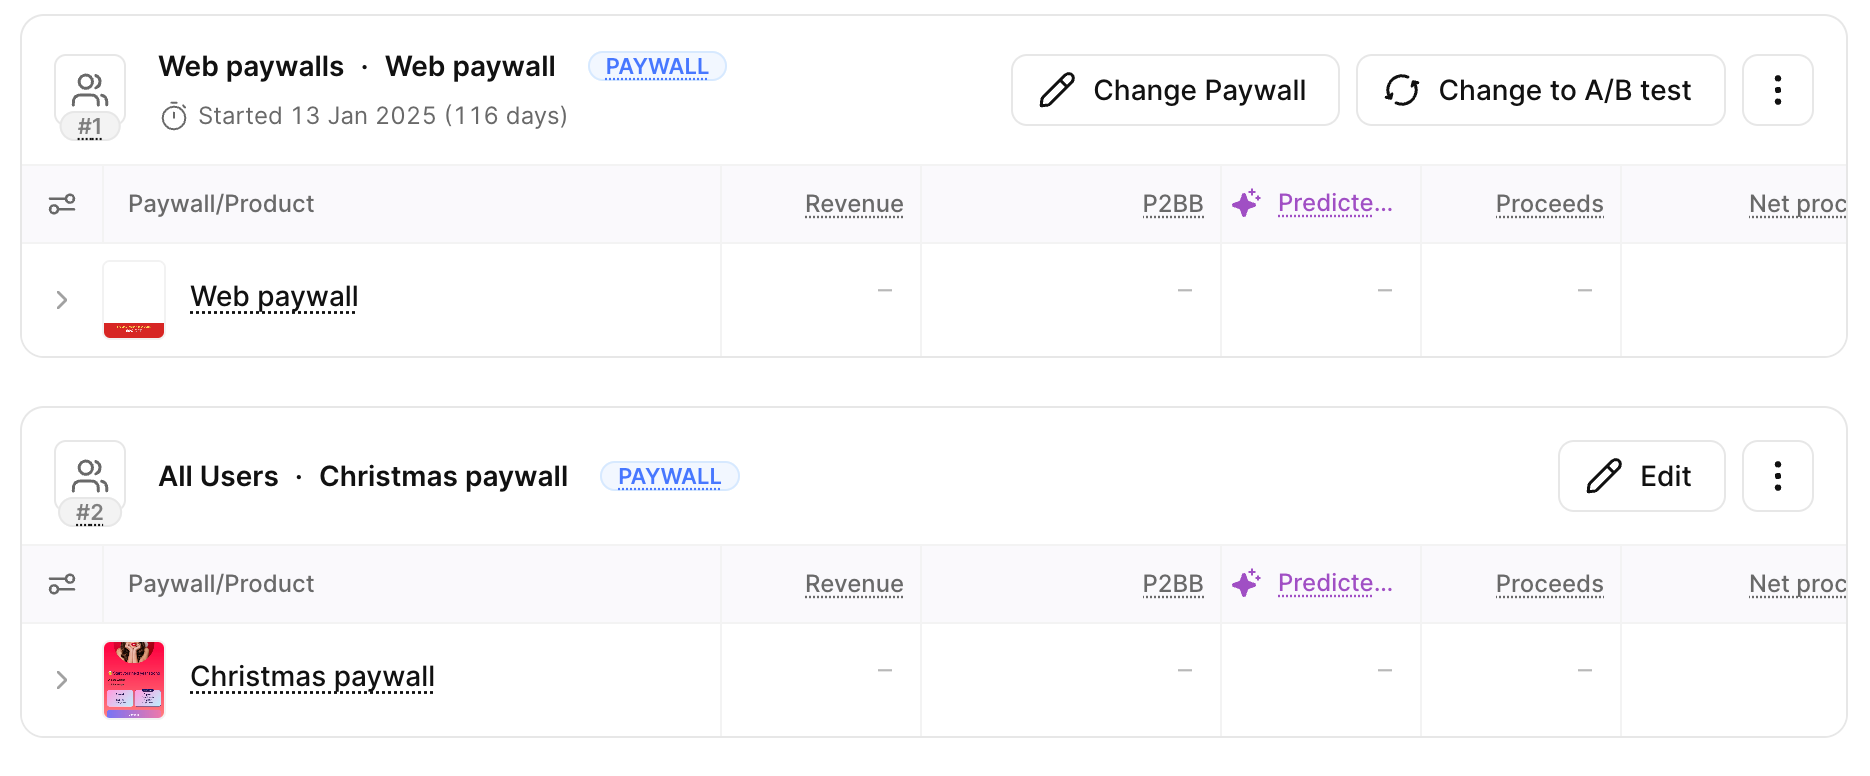 Web paywalls · Web paywall PAYWALL
Started 13 Jan 2025 (116 days)
#1
Change Paywall
Change to A/B test
Paywall/Product Revenue P2BB Predicte... Proceeds Net proc
Web paywall – – – –
All Users · Christmas paywall PAYWALL
#2
Edit
Paywall/Product Revenue P2BB Predicte... Proceeds Net proc
Christmas paywall – – – –